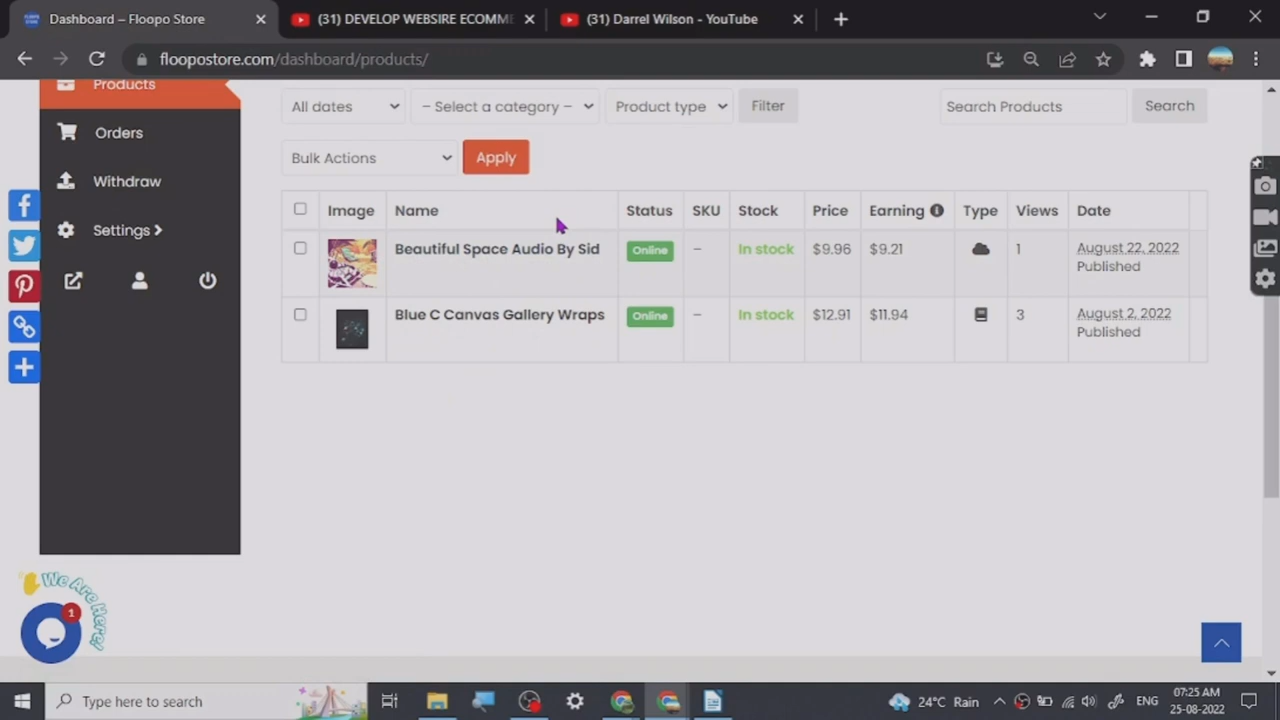 Dashboard – Floopo Store
(31) DEVELOP WEBSIRE ECOMME
(31) Darrel Wilson - YouTube
floopostore.com/dashboard/products/
Products
Orders
Withdraw
Settings
All dates
– Select a category –
Product type
Filter
Search Products
Search
Bulk Actions
Apply
Image Name Status SKU Stock Price Earning Type Views Date
Beautiful Space Audio By Sid Online – In stock $9.96 $9.21 1 August 22, 2022
Published
Blue C Canvas Gallery Wraps Online – In stock $12.91 $11.94 3 August 2, 2022
Published
We Are Here!
1
Type here to search
24°C Rain
ENG
07:25 AM
25-08-2022